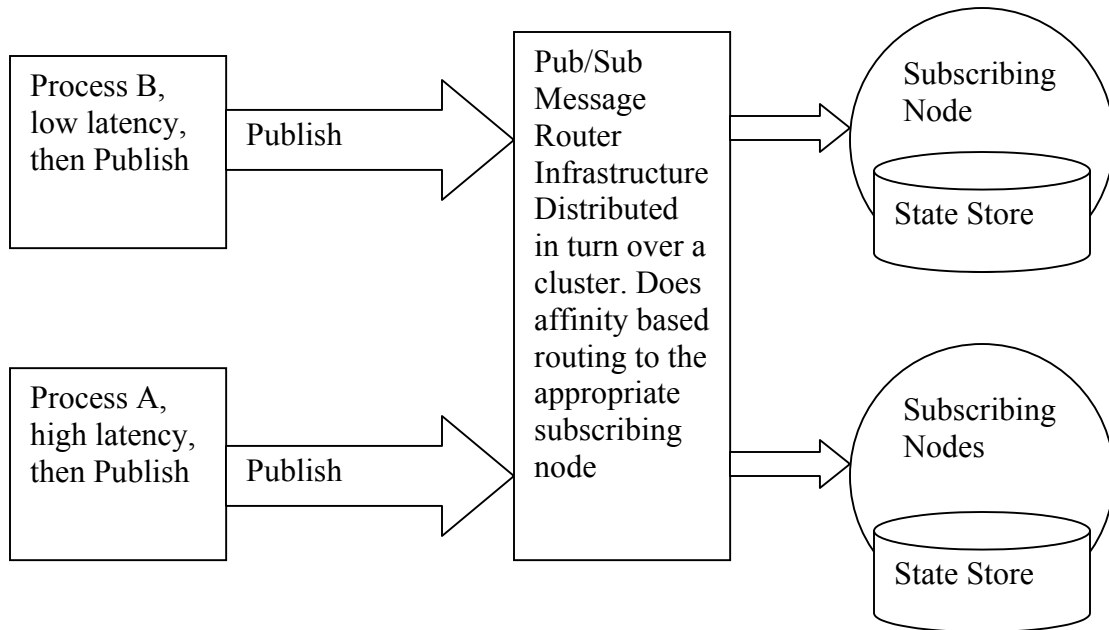 Process B,
low latency,
then Publish
Publish
Process A,
high latency,
then Publish
Publish
Pub/Sub
Message
Router
Infrastructure
Distributed
in turn over a
cluster. Does
affinity based
routing to the
appropriate
subscribing
node
Subscribing
Node
State Store
Subscribing
Nodes
State Store